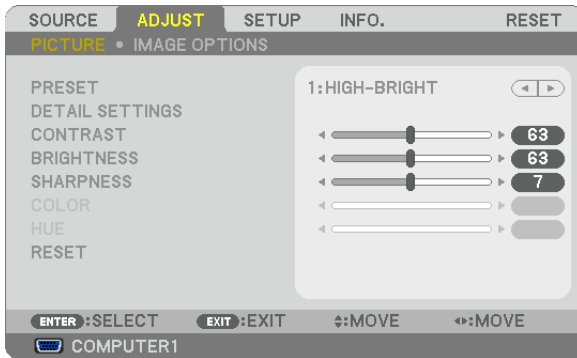 SOURCE ADJUST SETUP INFO. RESET
PICTURE • IMAGE OPTIONS
PRESET 1:HIGH-BRIGHT
DETAIL SETTINGS
CONTRAST 63
BRIGHTNESS 63
SHARPNESS 7
COLOR
HUE
RESET
ENTER :SELECT EXIT :EXIT :MOVE :MOVE
COMPUTER1